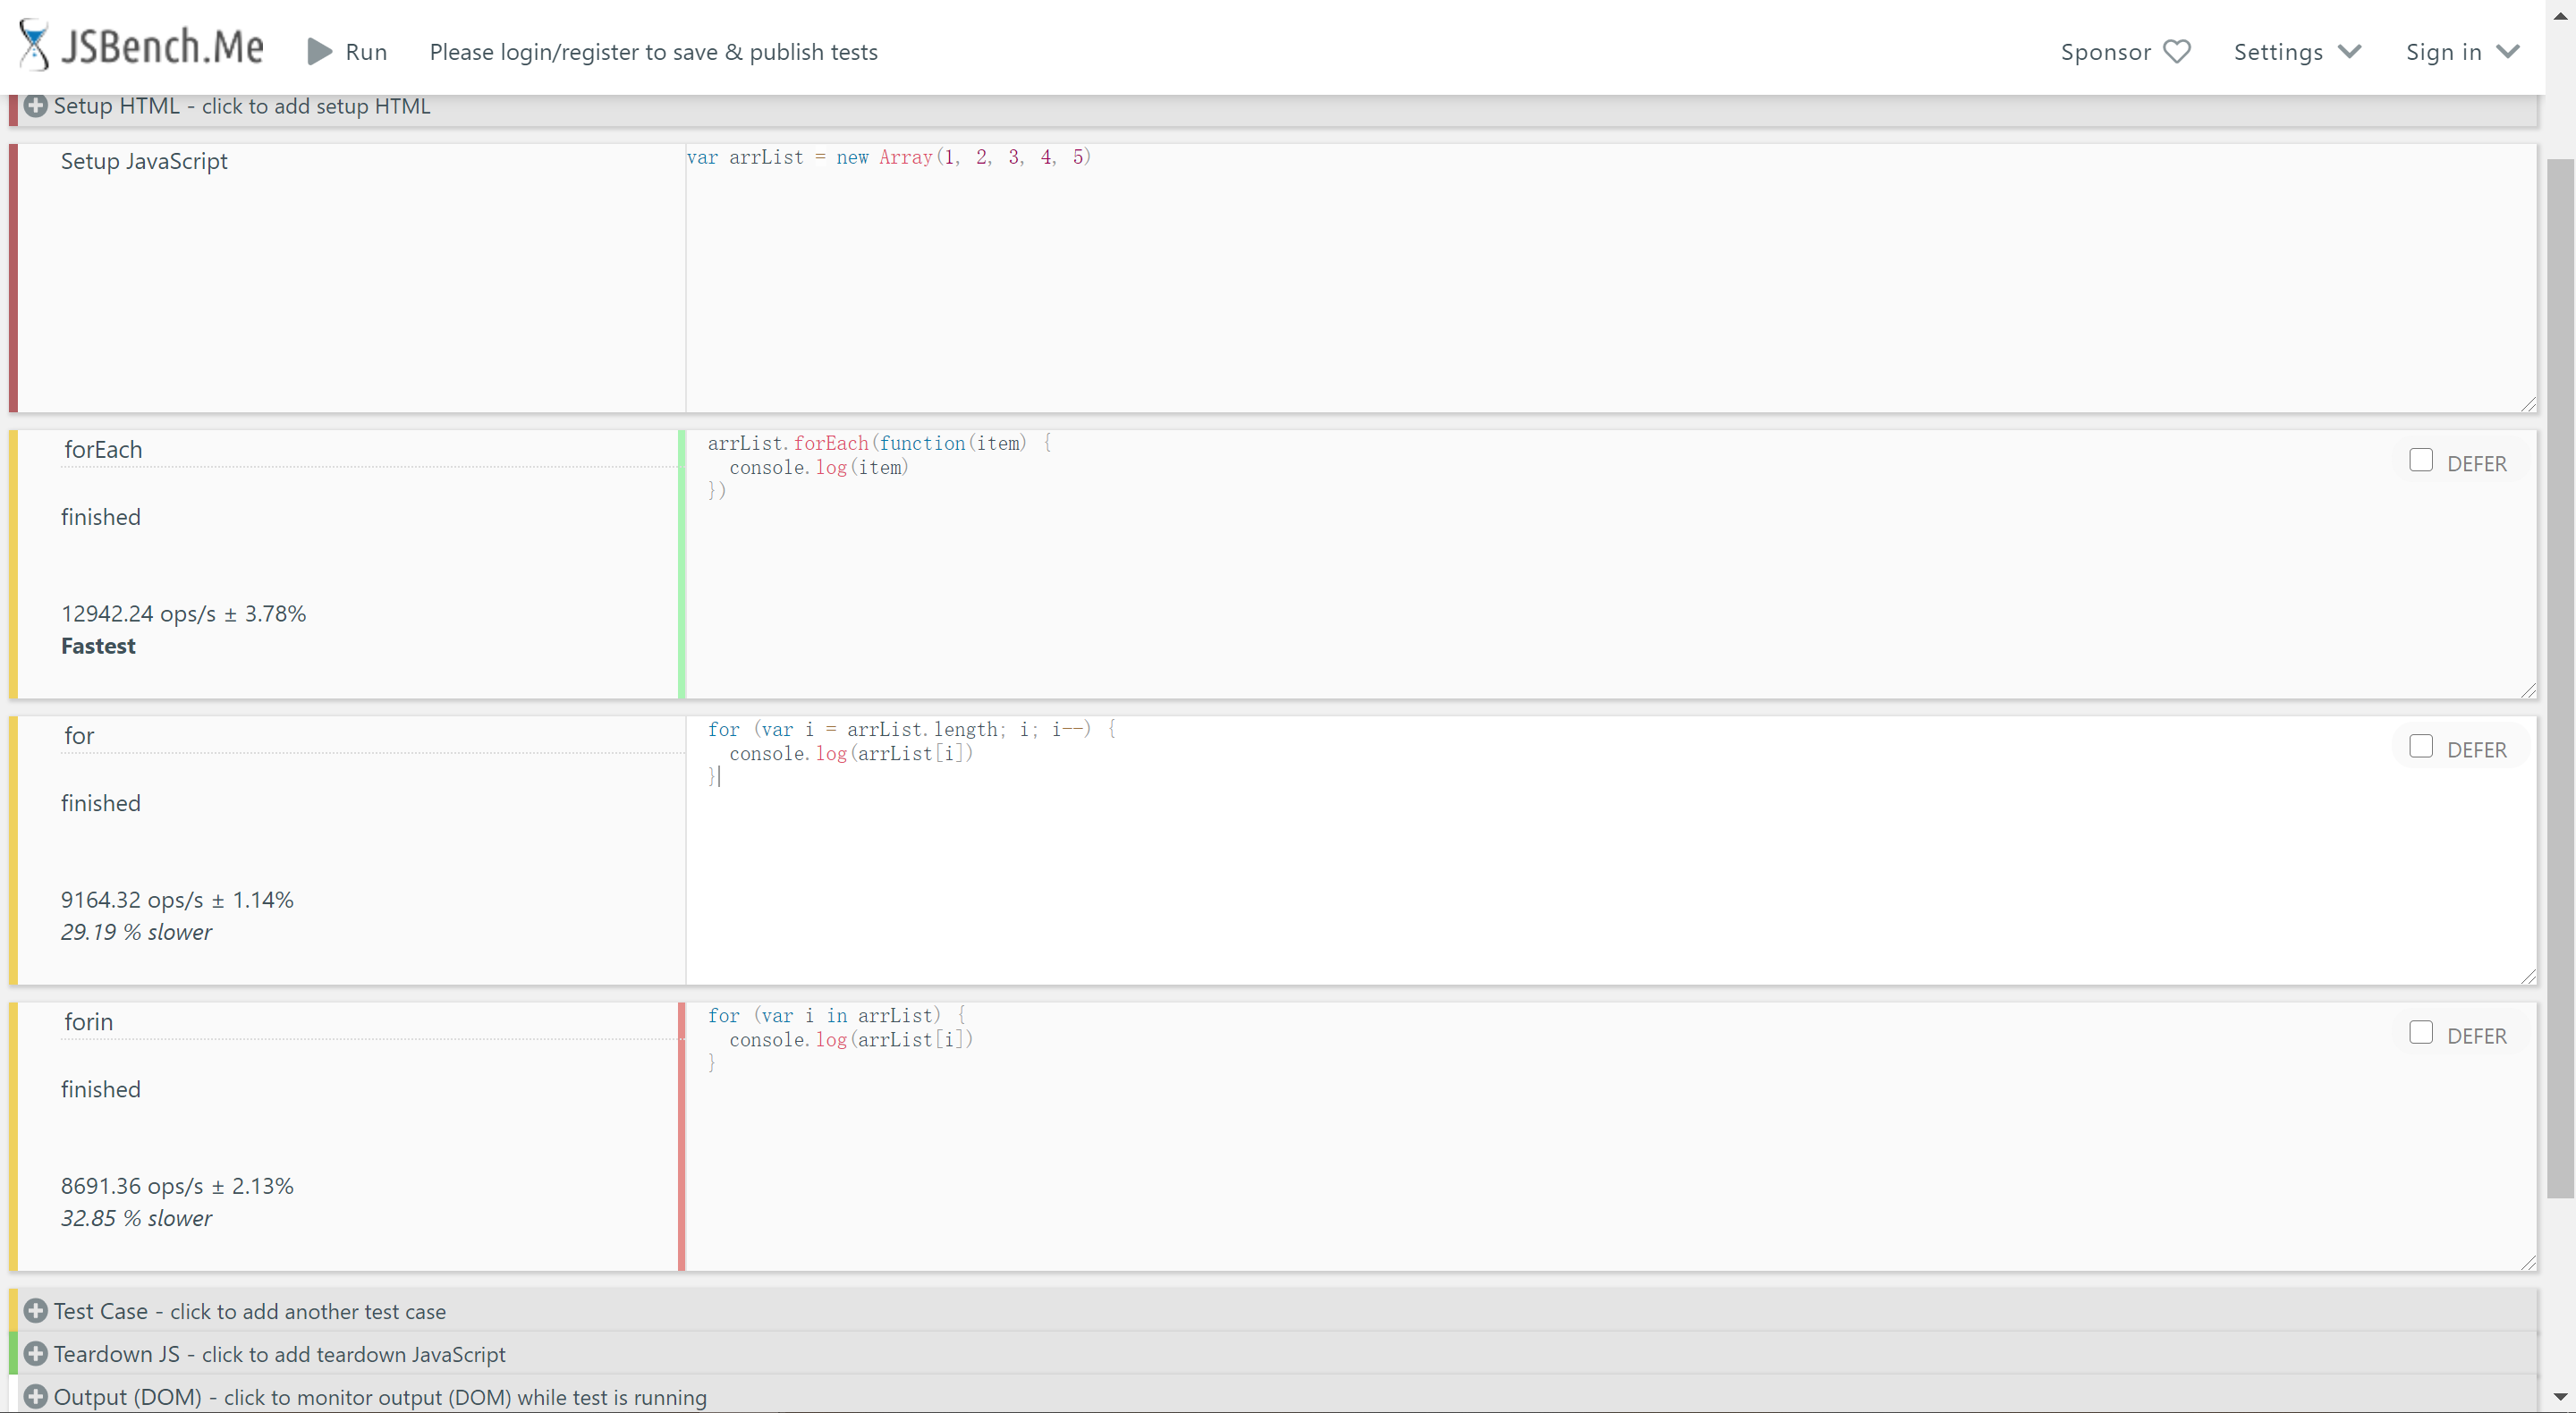 JSBench.Me Run Please login/register to save & publish tests Sponsor Settings Sign in
Setup HTML - click to add setup HTML
Setup JavaScript
var arrList = new Array(1, 2, 3, 4, 5)
forEach
arrList.forEach(function(item) {
  console.log(item)
})
DEFER
finished
12942.24 ops/s ± 3.78%
Fastest
for
for (var i = arrList.length; i; i--) {
  console.log(arrList[i])
}
DEFER
finished
9164.32 ops/s ± 1.14%
29.19 % slower
forin
for (var i in arrList) {
  console.log(arrList[i])
}
DEFER
finished
8691.36 ops/s ± 2.13%
32.85 % slower
Test Case - click to add another test case
Teardown JS - click to add teardown JavaScript
Output (DOM) - click to monitor output (DOM) while test is running